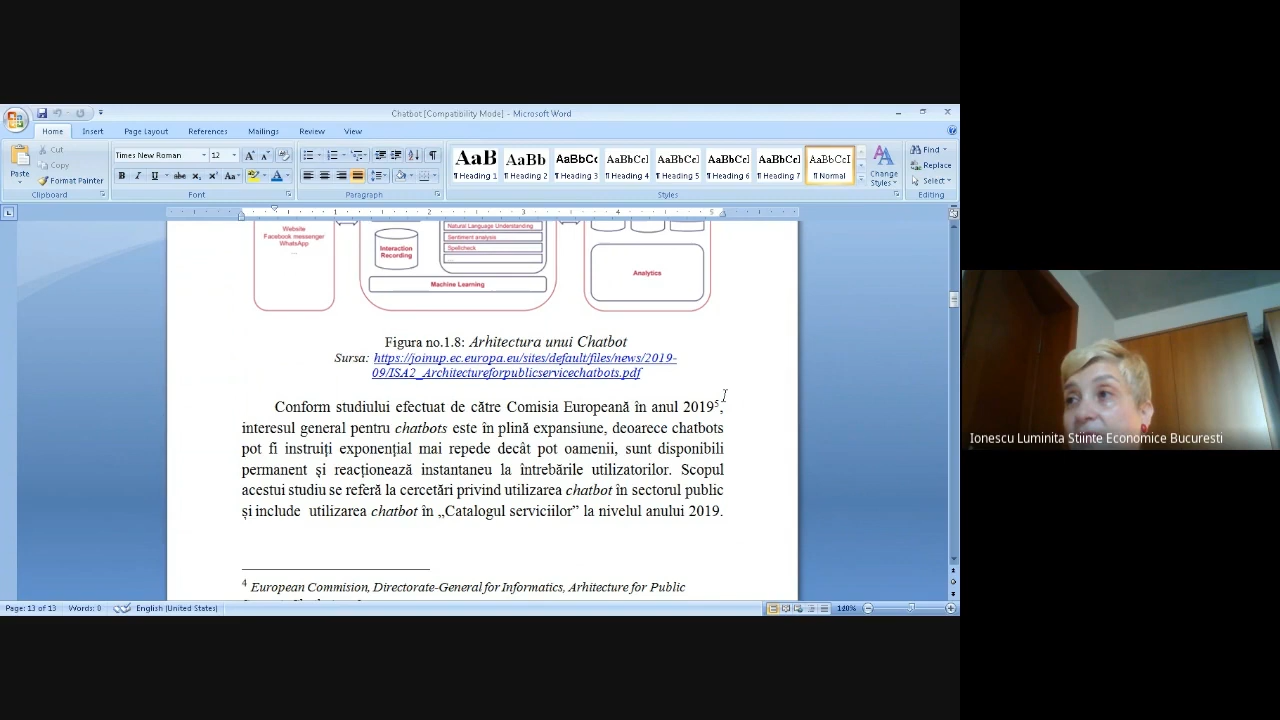 Chatbot [Compatibility Mode] - Microsoft Word
Home Insert Page Layout References Mailings Review View
Cut
Copy
Format Painter
Paste
Clipboard
Times New Roman 12
Font
Paragraph
AaB AaBb AaBbCc AaBbCcI AaBbCcI AaBbCcI AaBbCcI AaBbCcI
¶ Heading 1 ¶ Heading 2 ¶ Heading 3 ¶ Heading 4 ¶ Heading 5 ¶ Heading 6 ¶ Heading 7 ¶ Normal
Styles
Change
Styles
Find
Replace
Select
Editing
Website
Facebook messenger
WhatsApp
...
Interaction
Recording
Natural Language Understanding
Sentiment analysis
Spellcheck
...
Machine Learning
Analytics
Figura no.1.8: Arhitectura unui Chatbot
Sursa: https://joinup.ec.europa.eu/sites/default/files/news/2019-
09/ISA2_Architectureforpublicservicechatbots.pdf
Conform studiului efectuat de către Comisia Europeană în anul 2019⁵,
interesul general pentru chatbots este în plină expansiune, deoarece chatbots
pot fi instruiți exponențial mai repede decât pot oamenii, sunt disponibili
permanent și reacționează instantaneu la întrebările utilizatorilor. Scopul
acestui studiu se referă la cercetări privind utilizarea chatbot în sectorul public
și include utilizarea chatbot în „Catalogul serviciilor” la nivelul anului 2019.
⁴ European Commision, Directorate-General for Informatics, Arhitecture for Public
Page: 13 of 13 Words: 0 English (United States)
Ionescu Luminita Stiinte Economice Bucuresti